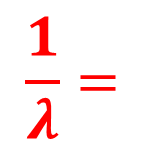 1/λ =